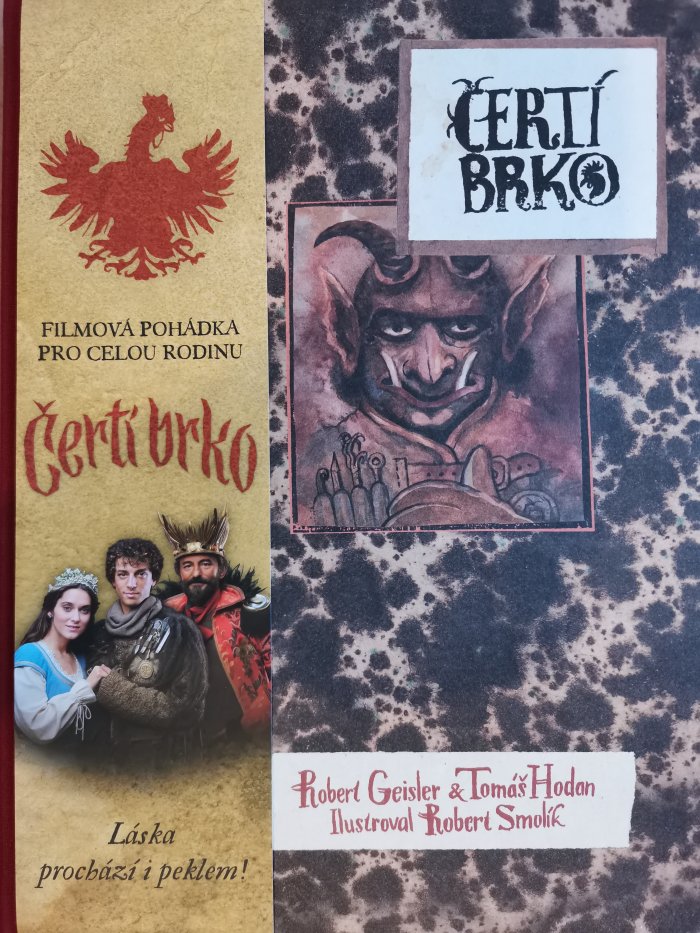 FILMOVÁ POHÁDKA
PRO CELOU RODINU
Čertí brko
Láska
prochází i peklem!
ČERTÍ
BRKO
Robert Geisler & Tomáš Hodan
Ilustroval Robert Smolík